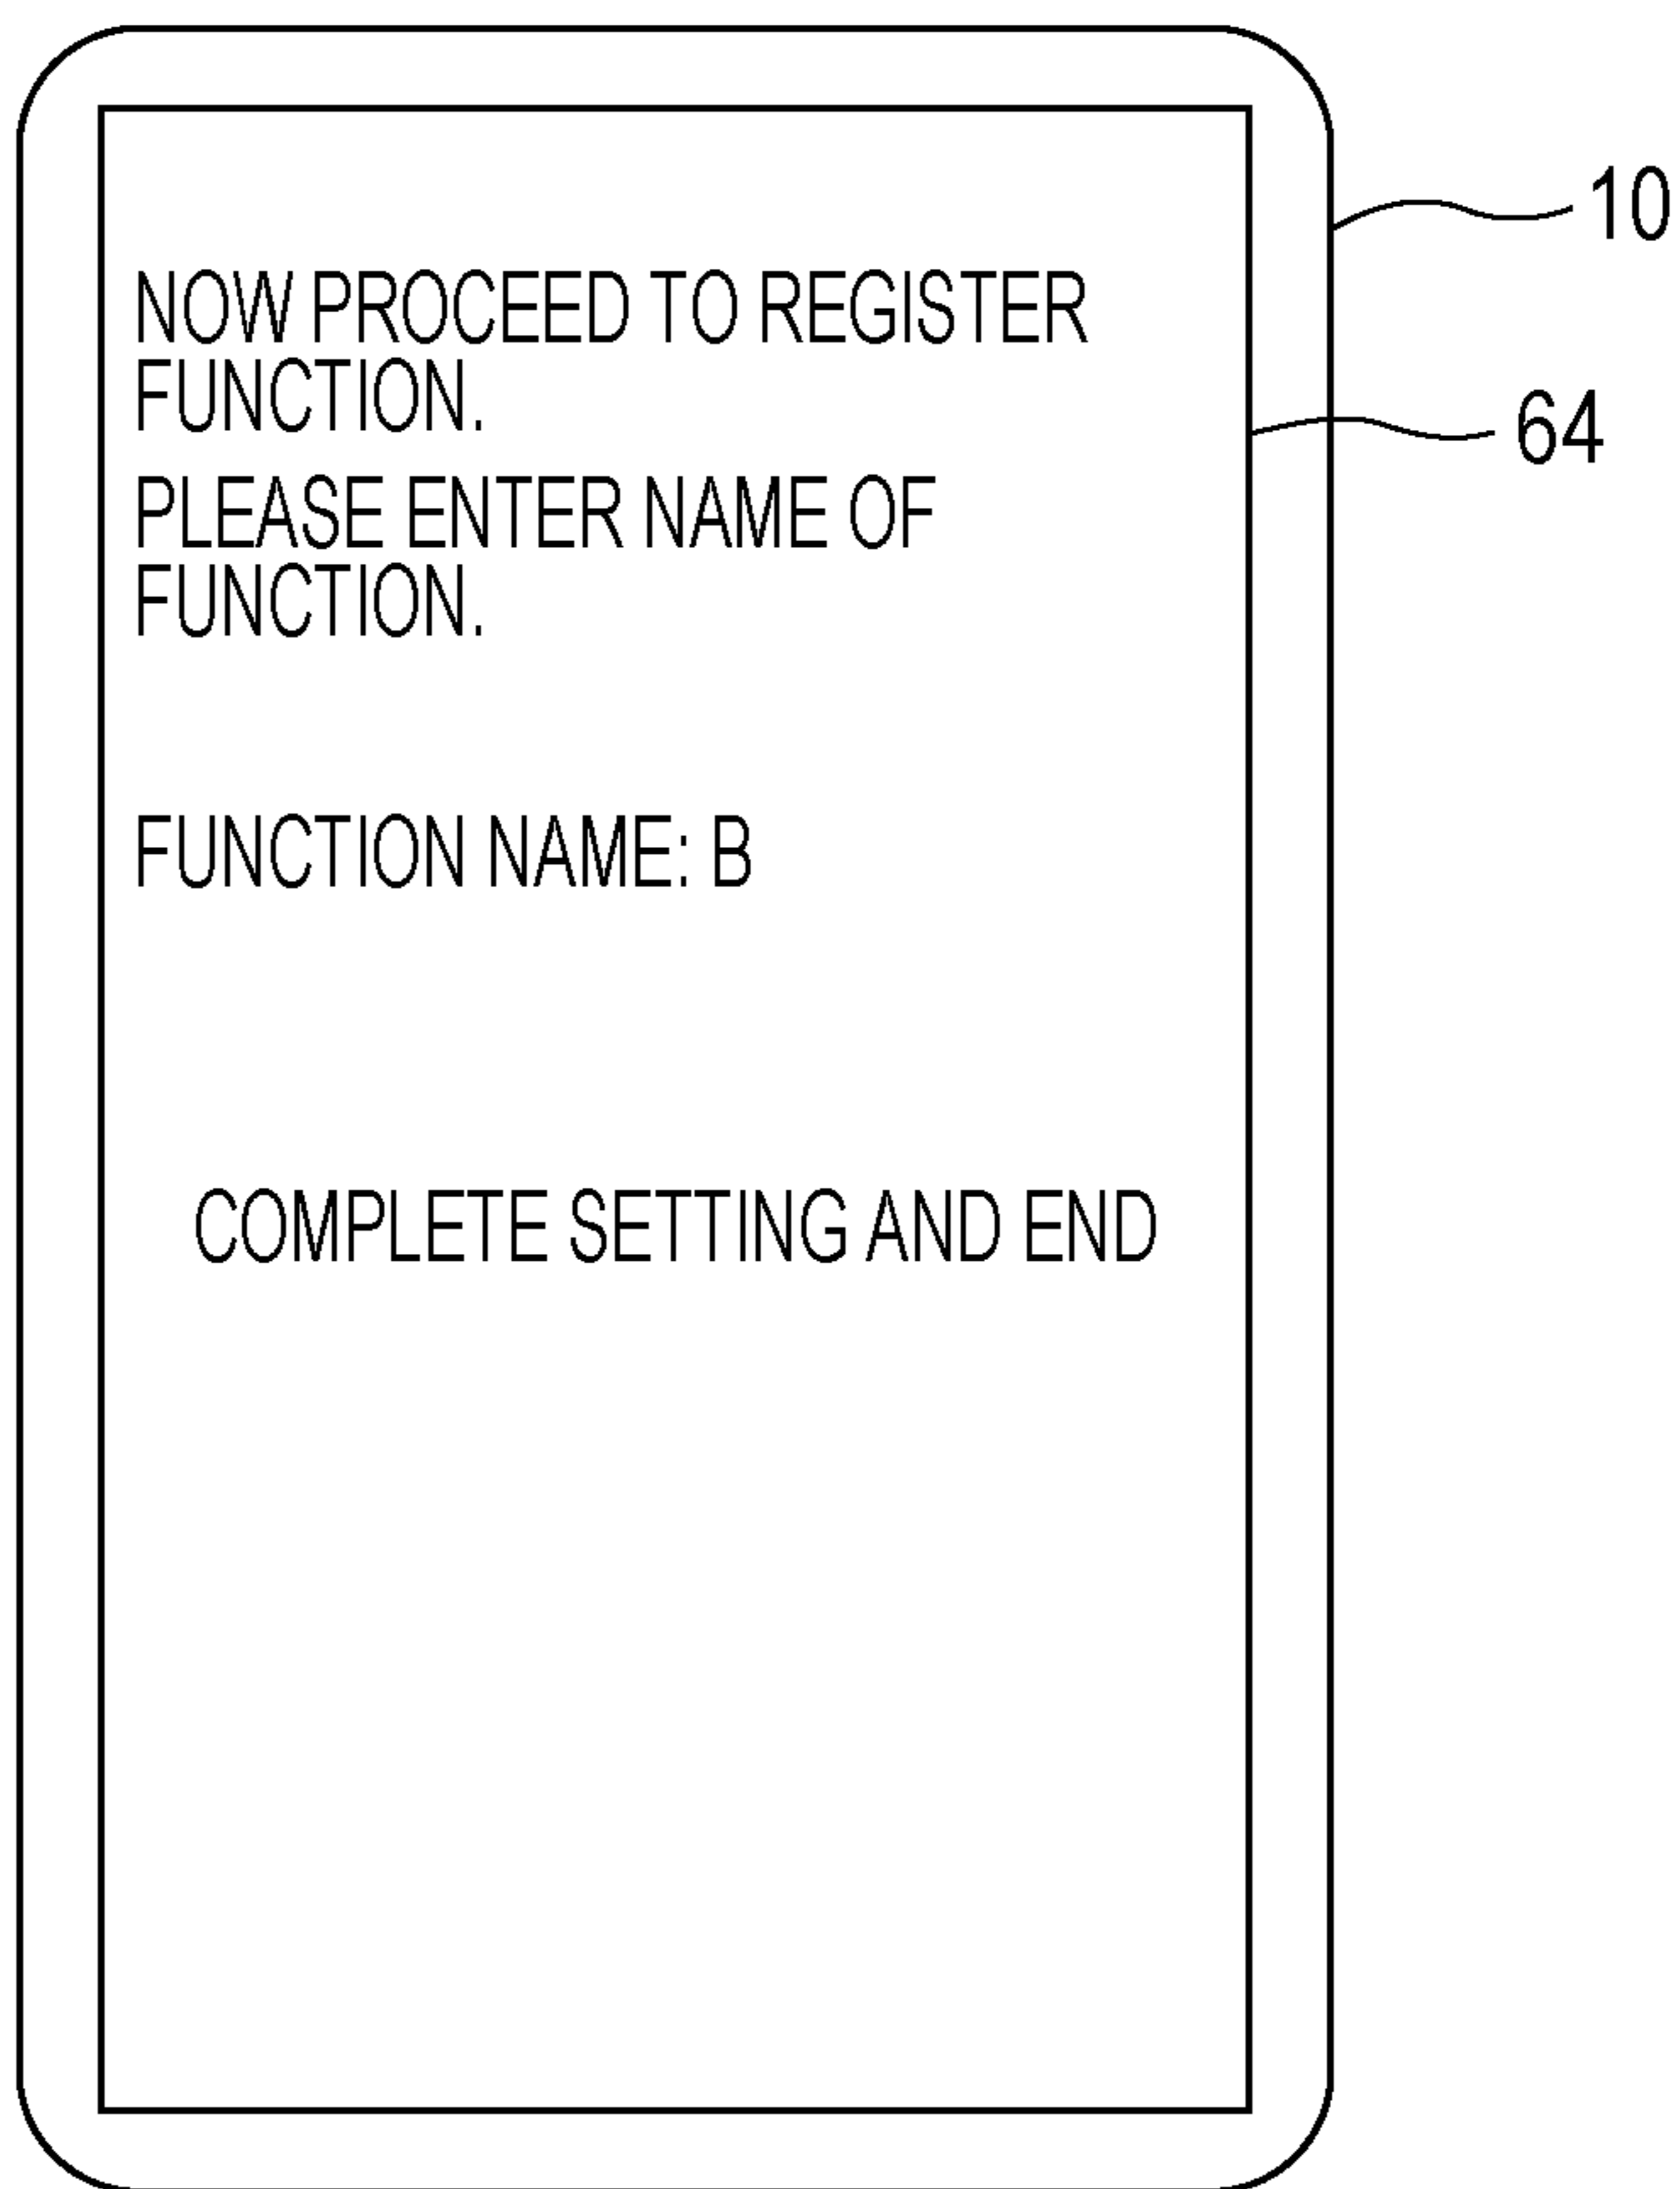 10
NOW PROCEED TO REGISTER
FUNCTION.
64
PLEASE ENTER NAME OF
FUNCTION.
FUNCTION NAME: B
COMPLETE SETTING AND END